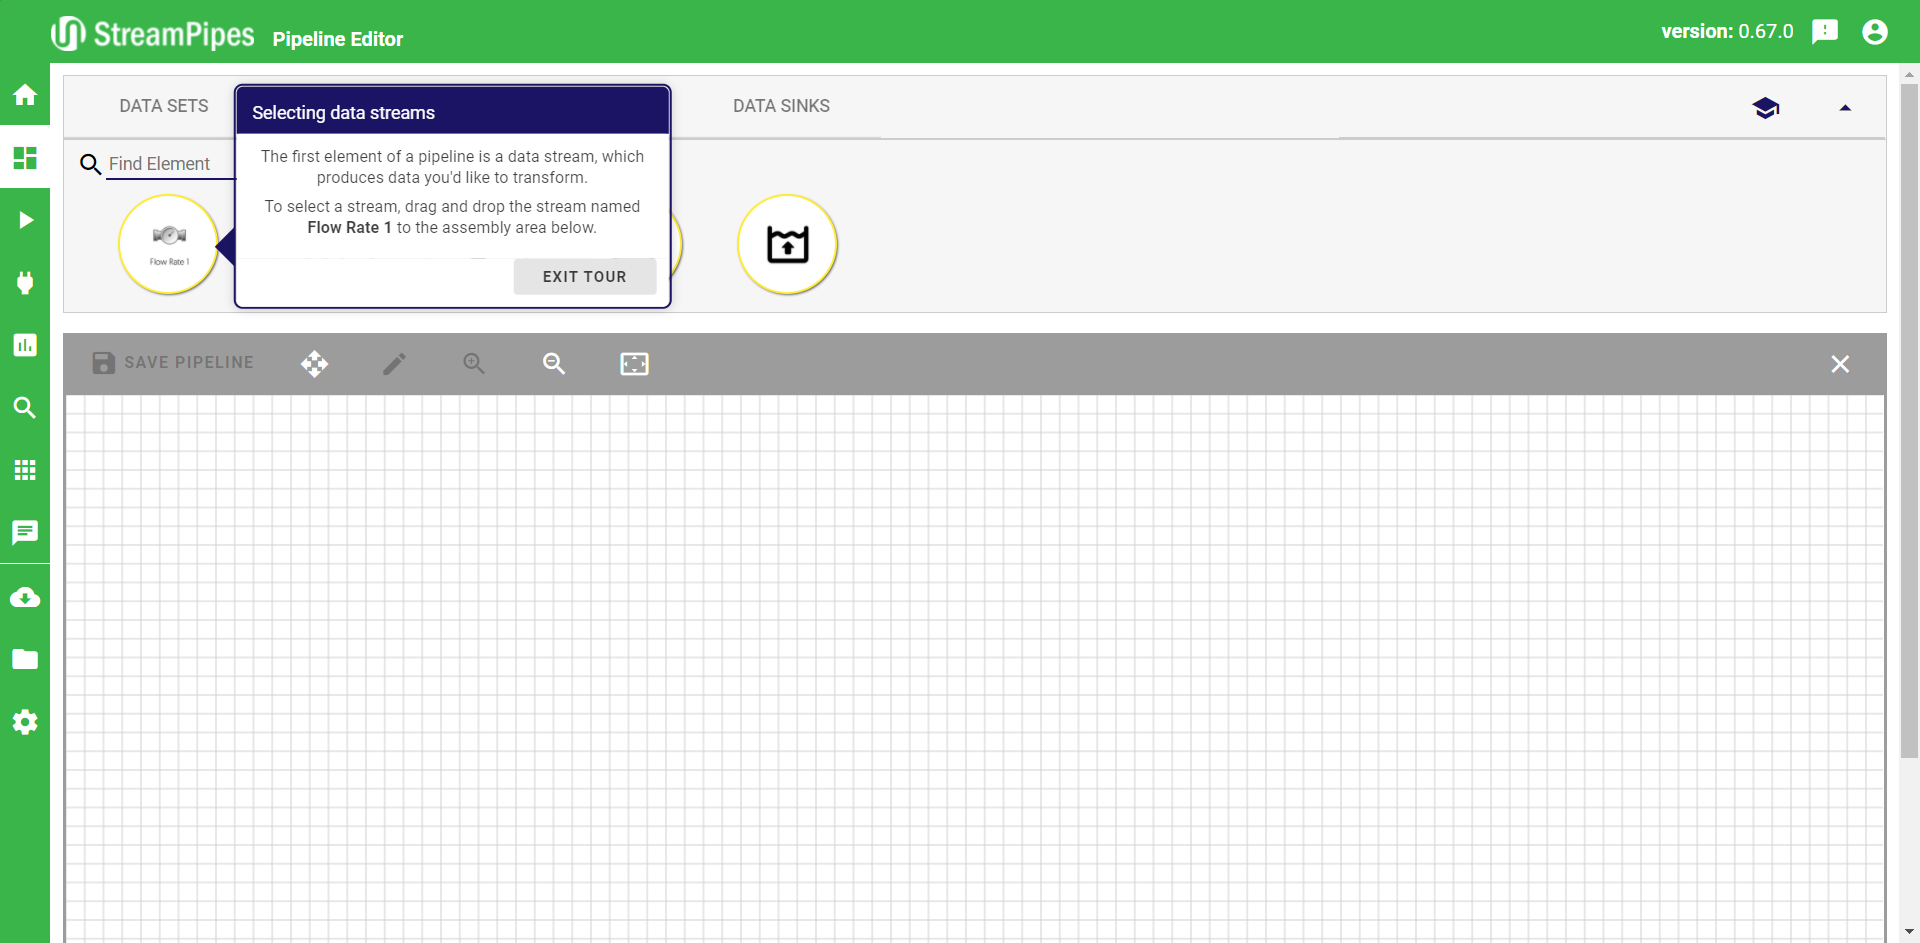 StreamPipes Pipeline Editor
version: 0.67.0
DATA SETS
DATA SINKS
Selecting data streams
Find Element
The first element of a pipeline is a data stream, which
produces data you'd like to transform.
To select a stream, drag and drop the stream named
Flow Rate 1 to the assembly area below.
Flow Rate 1
EXIT TOUR
SAVE PIPELINE